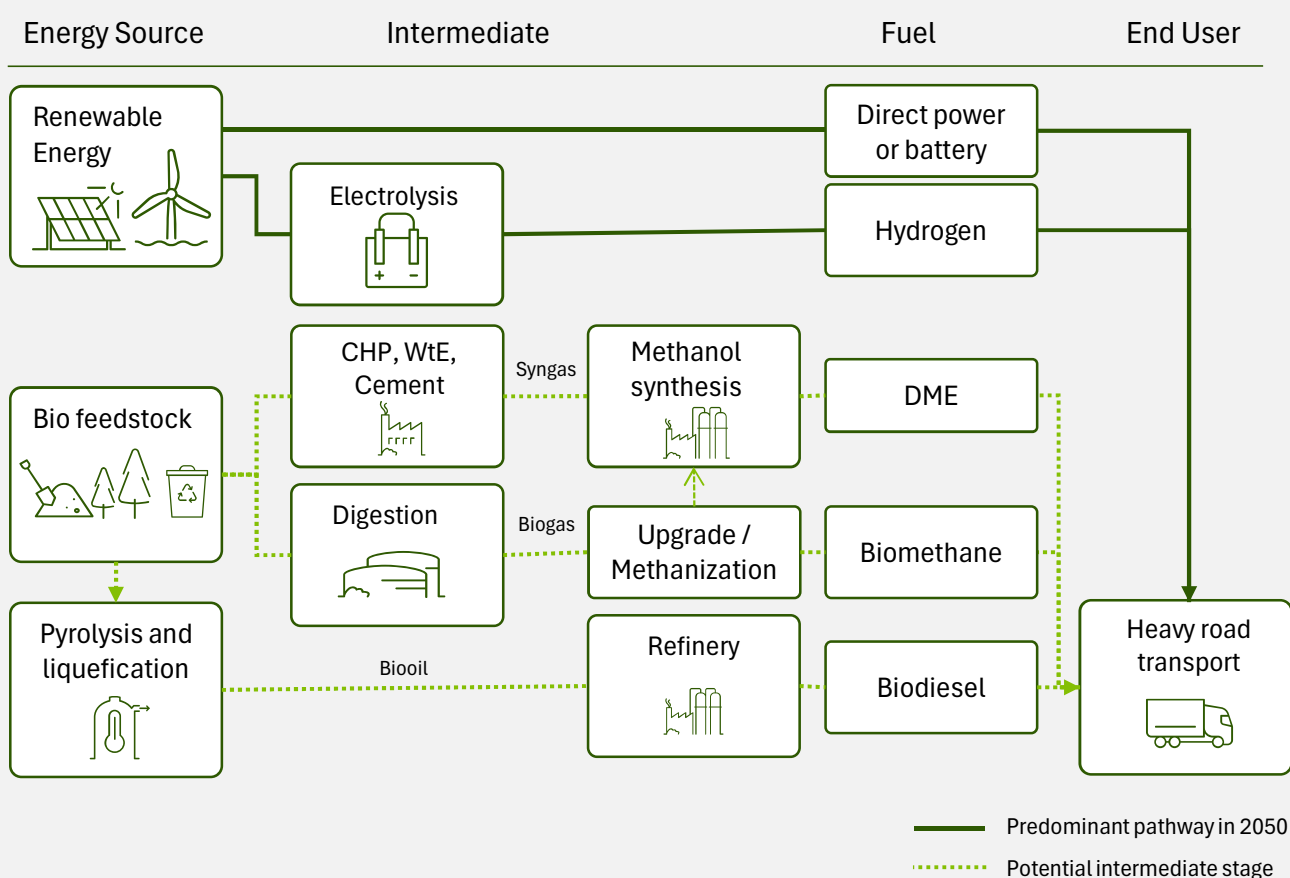 Energy Source
Intermediate
Fuel
End User
Renewable
Energy
Direct power
or battery
Electrolysis
+ −
Hydrogen
CHP, WtE,
Cement
Syngas
Methanol
synthesis
DME
Bio feedstock
Digestion
Biogas
Upgrade /
Methanization
Biomethane
Pyrolysis and
liquefication
Biooil
Refinery
Biodiesel
Heavy road
transport
Predominant pathway in 2050
Potential intermediate stage